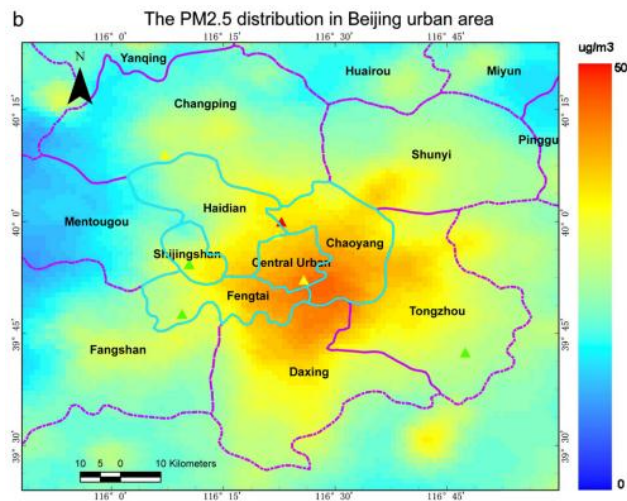 b The PM2.5 distribution in Beijing urban area
ug/m3
116° 0' 116° 15' 116° 30' 116° 47'
N
Yanqing
Huairou
Miyun
50
Changping
40° 15'
40° 15'
Pinggu
Shunyi
Haidian
40° 0'
40° 0'
Mentougou
Chaoyang
Shijingshan
Central Urban
Fengtai
Tongzhou
39° 45'
39° 45'
Fangshan
Daxing
39° 30'
39° 30'
10 5 0 10 Kilometers
0
116° 0' 116° 15' 116° 30' 116° 47'